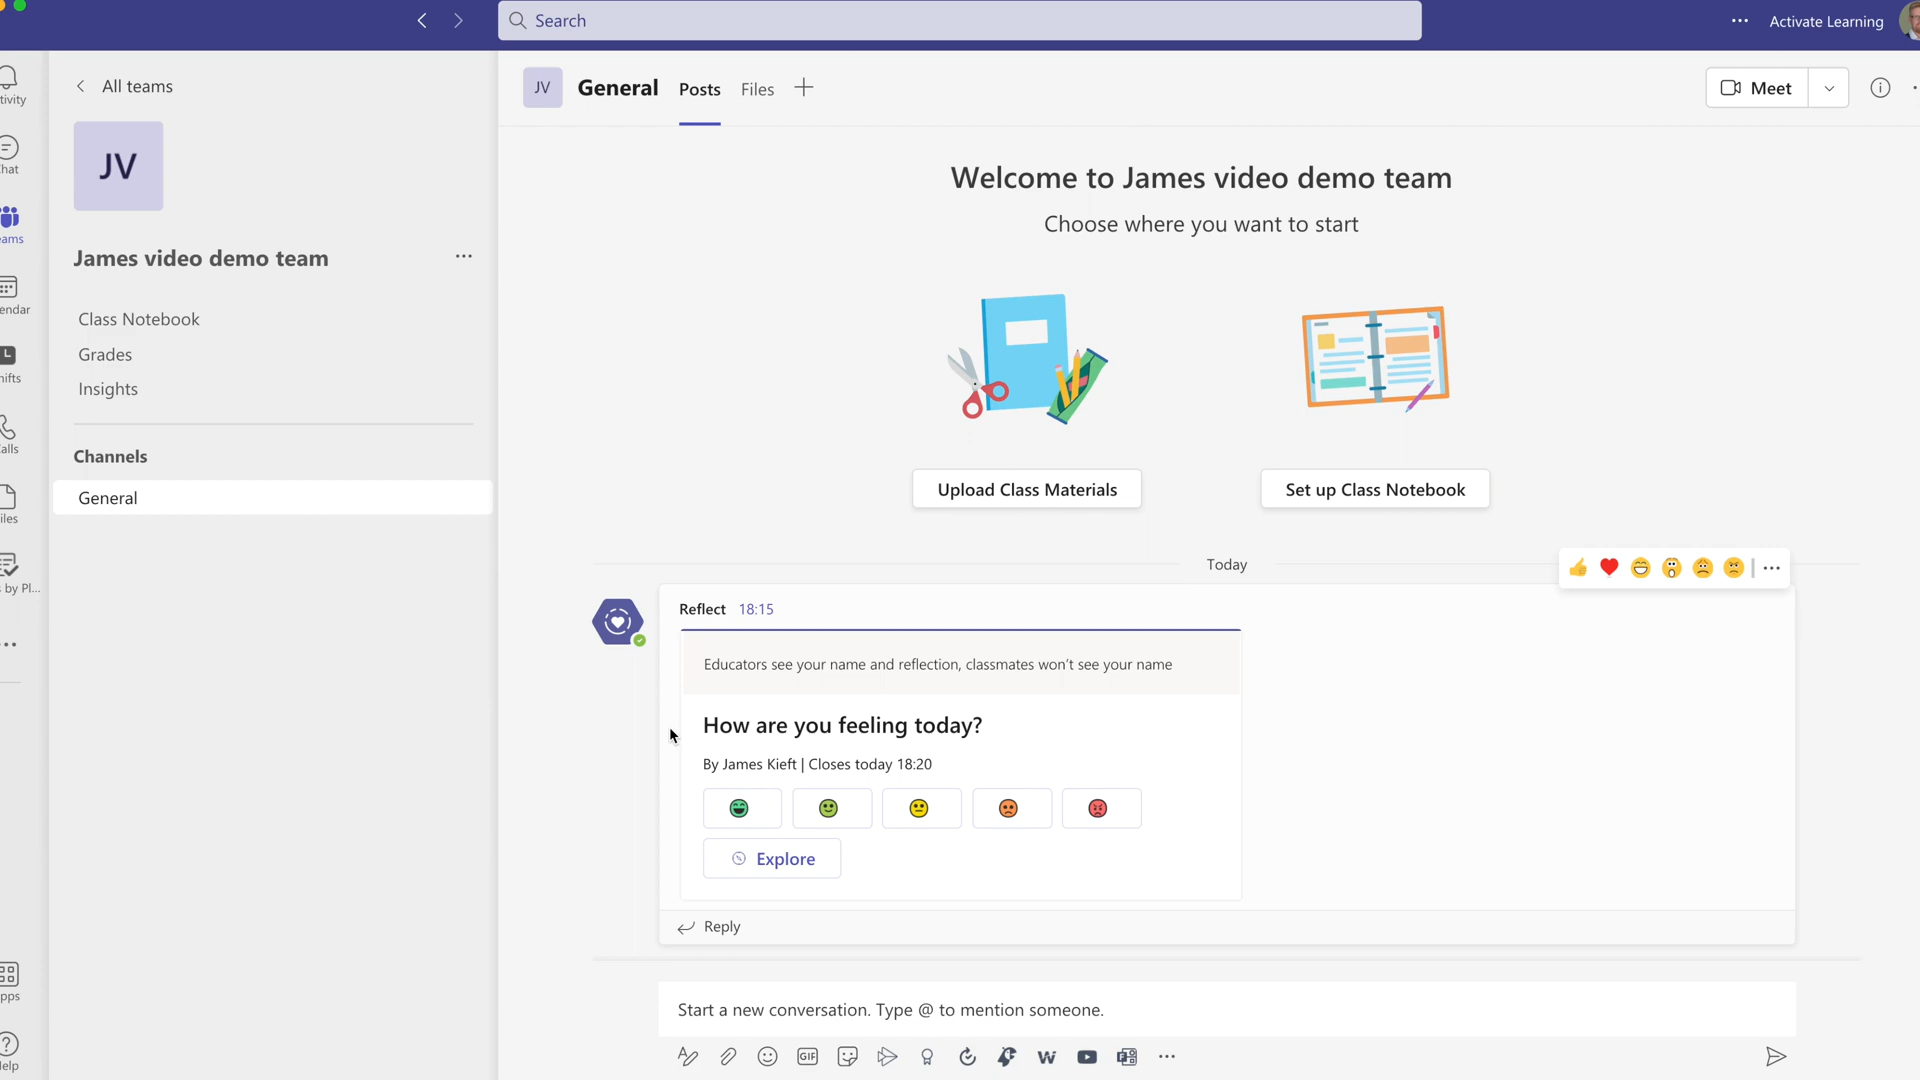 Search
Activate Learning
tivity
hat
eams
endar
hifts
alls
iles
s by Pl...
pps
elp
All teams
JV
James video demo team
Class Notebook
Grades
Insights
Channels
General
JV
General
Posts
Files
Meet
Welcome to James video demo team
Choose where you want to start
Upload Class Materials
Set up Class Notebook
Today
Reflect 18:15
Educators see your name and reflection, classmates won't see your name
How are you feeling today?
By James Kieft | Closes today 18:20
Explore
Reply
Start a new conversation. Type @ to mention someone.
GIF